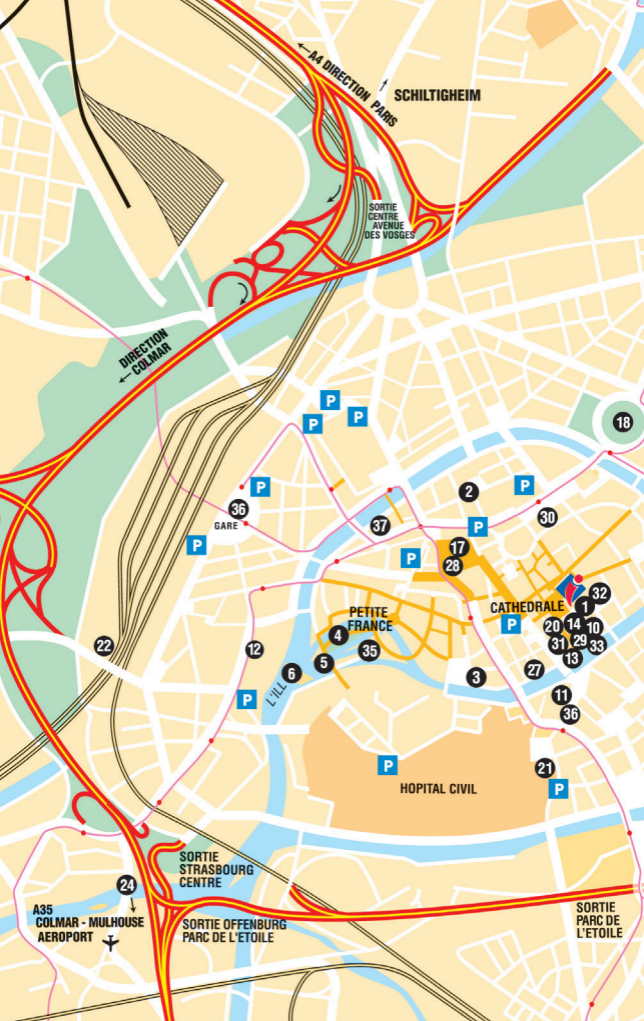 A4 DIRECTION PARIS
SCHILTIGHEIM
SORTIE
CENTRE
AVENUE
DES VOSGES
DIRECTION
COLMAR
P
P
P
18
P
2
P
36
GARE
37
P
30
P
17
P
28
32
CATHEDRALE
1
PETITE
FRANCE
P
20
14
10
4
31
29
33
22
12
35
5
13
6
3
27
L'ILL
P
11
36
P
21
HOPITAL CIVIL
P
SORTIE
STRASBOURG
CENTRE
24
A35
COLMAR - MULHOUSE
AEROPORT
SORTIE OFFENBURG
PARC DE L'ETOILE
SORTIE
PARC DE
L'ETOILE